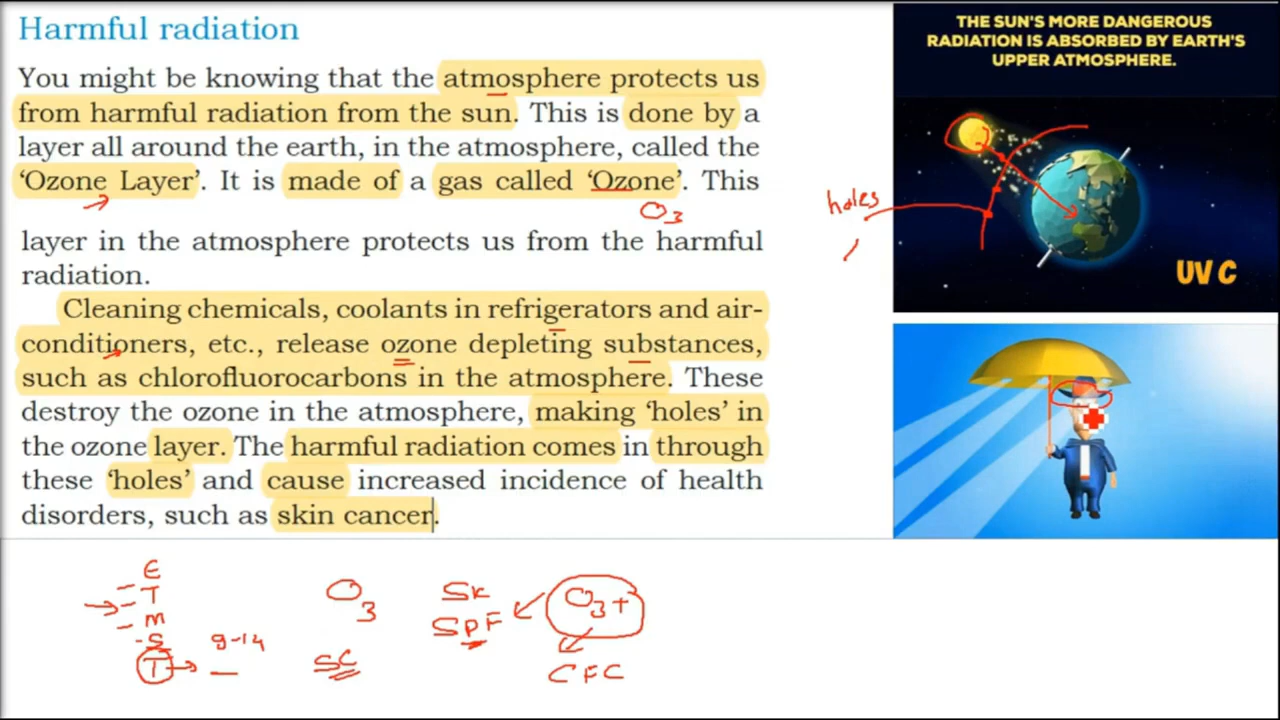 Harmful radiation
You might be knowing that the atmosphere protects us
from harmful radiation from the sun. This is done by a
layer all around the earth, in the atmosphere, called the
‘Ozone Layer’. It is made of a gas called ‘Ozone’. This
O3
layer in the atmosphere protects us from the harmful
radiation.
Cleaning chemicals, coolants in refrigerators and air-
conditioners, etc., release ozone depleting substances,
such as chlorofluorocarbons in the atmosphere. These
destroy the ozone in the atmosphere, making ‘holes’ in
the ozone layer. The harmful radiation comes in through
these ‘holes’ and cause increased incidence of health
disorders, such as skin cancer.
THE SUN'S MORE DANGEROUS
RADIATION IS ABSORBED BY EARTH'S
UPPER ATMOSPHERE.
holes
UV C
E
T
M
S
T
9-14
O3
SC
SK
SPF
O3+
CFC